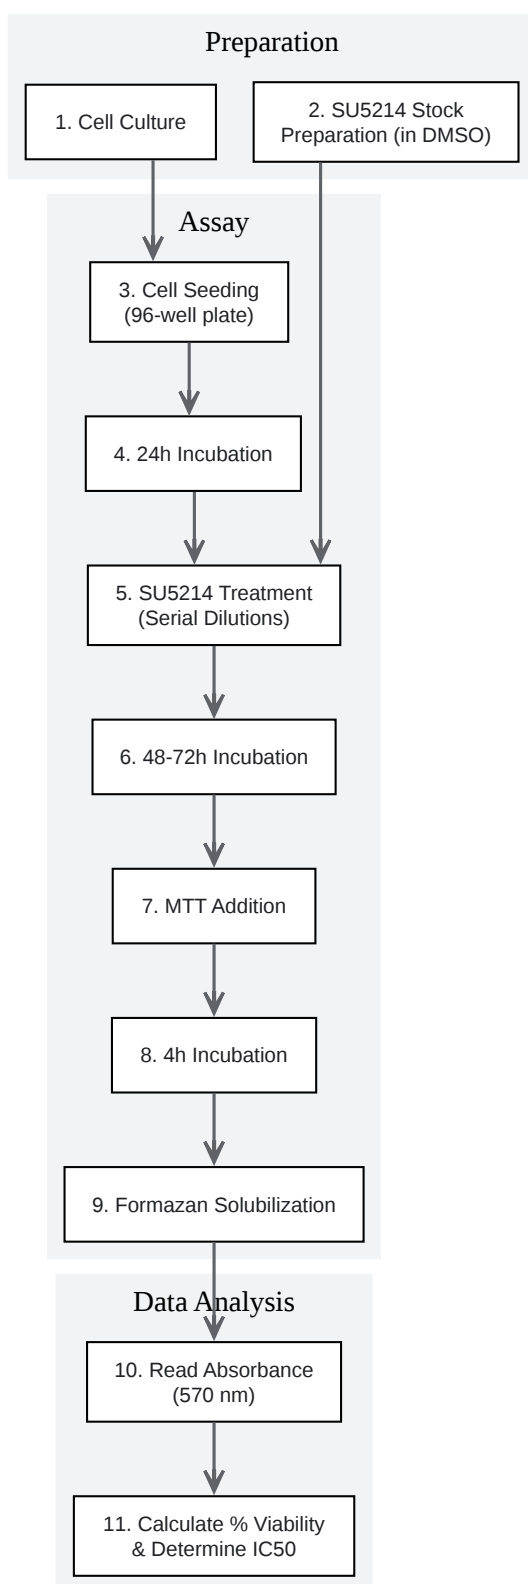 Preparation
1. Cell Culture
2. SU5214 Stock
Preparation (in DMSO)
Assay
3. Cell Seeding
(96-well plate)
4. 24h Incubation
5. SU5214 Treatment
(Serial Dilutions)
6. 48-72h Incubation
7. MTT Addition
8. 4h Incubation
9. Formazan Solubilization
Data Analysis
10. Read Absorbance
(570 nm)
11. Calculate % Viability
& Determine IC50